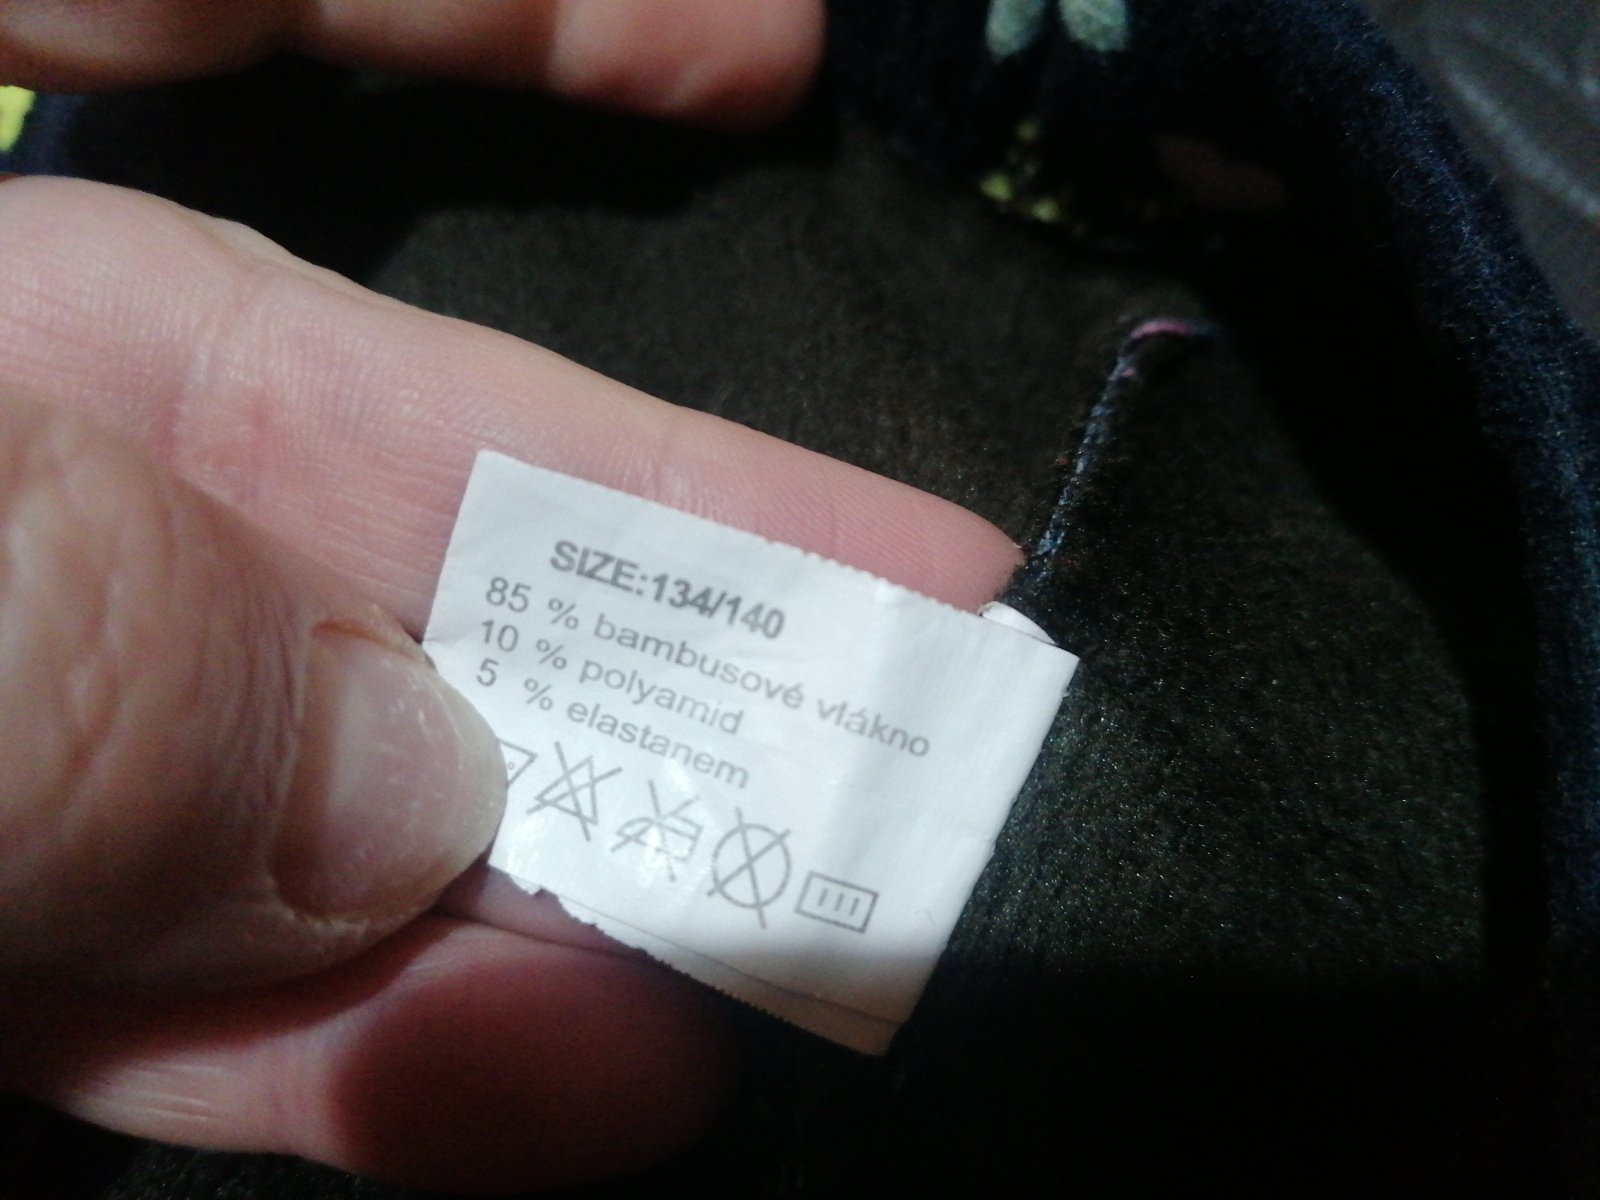 SIZE:134/140
85 % bambusové vlákno
10 % polyamid
5 % elastanem